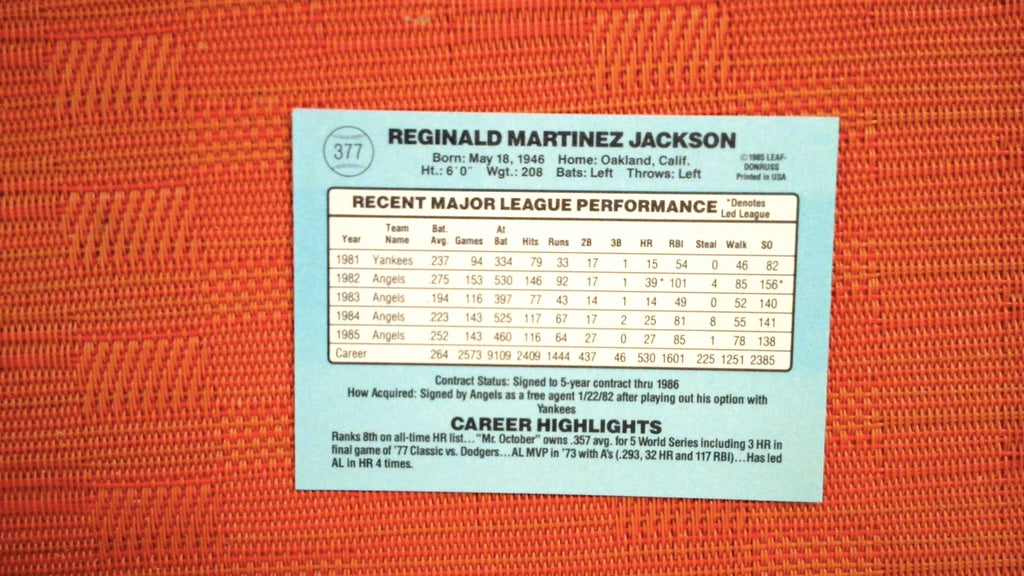 377
REGINALD MARTINEZ JACKSON
Born: May 18, 1946 Home: Oakland, Calif.
Ht.: 6'0" Wgt.: 208 Bats: Left Throws: Left
© 1985 LEAF-
DONRUSS
Printed in USA
RECENT MAJOR LEAGUE PERFORMANCE
*Denotes
Led League
Year Team Name Bat. Avg. Games At Bat Hits Runs 2B 3B HR RBI Steal Walk SO
1981 Yankees 237 94 334 79 33 17 1 15 54 0 46 82
1982 Angels .275 153 530 146 92 17 1 39* 101 4 85 156*
1983 Angels .194 116 397 77 43 14 1 14 49 0 52 140
1984 Angels 223 143 525 117 67 17 2 25 81 8 55 141
1985 Angels 252 143 460 116 64 27 0 27 85 1 78 138
Career 264 2573 9109 2409 1444 437 46 530 1601 225 1251 2385
Contract Status: Signed to 5-year contract thru 1986
How Acquired: Signed by Angels as a free agent 1/22/82 after playing out his option with
Yankees
CAREER HIGHLIGHTS
Ranks 8th on all-time HR list..."Mr. October" owns .357 avg. for 5 World Series including 3 HR in
final game of '77 Classic vs. Dodgers...AL MVP in '73 with A's (.293, 32 HR and 117 RBI)...Has led
AL in HR 4 times.